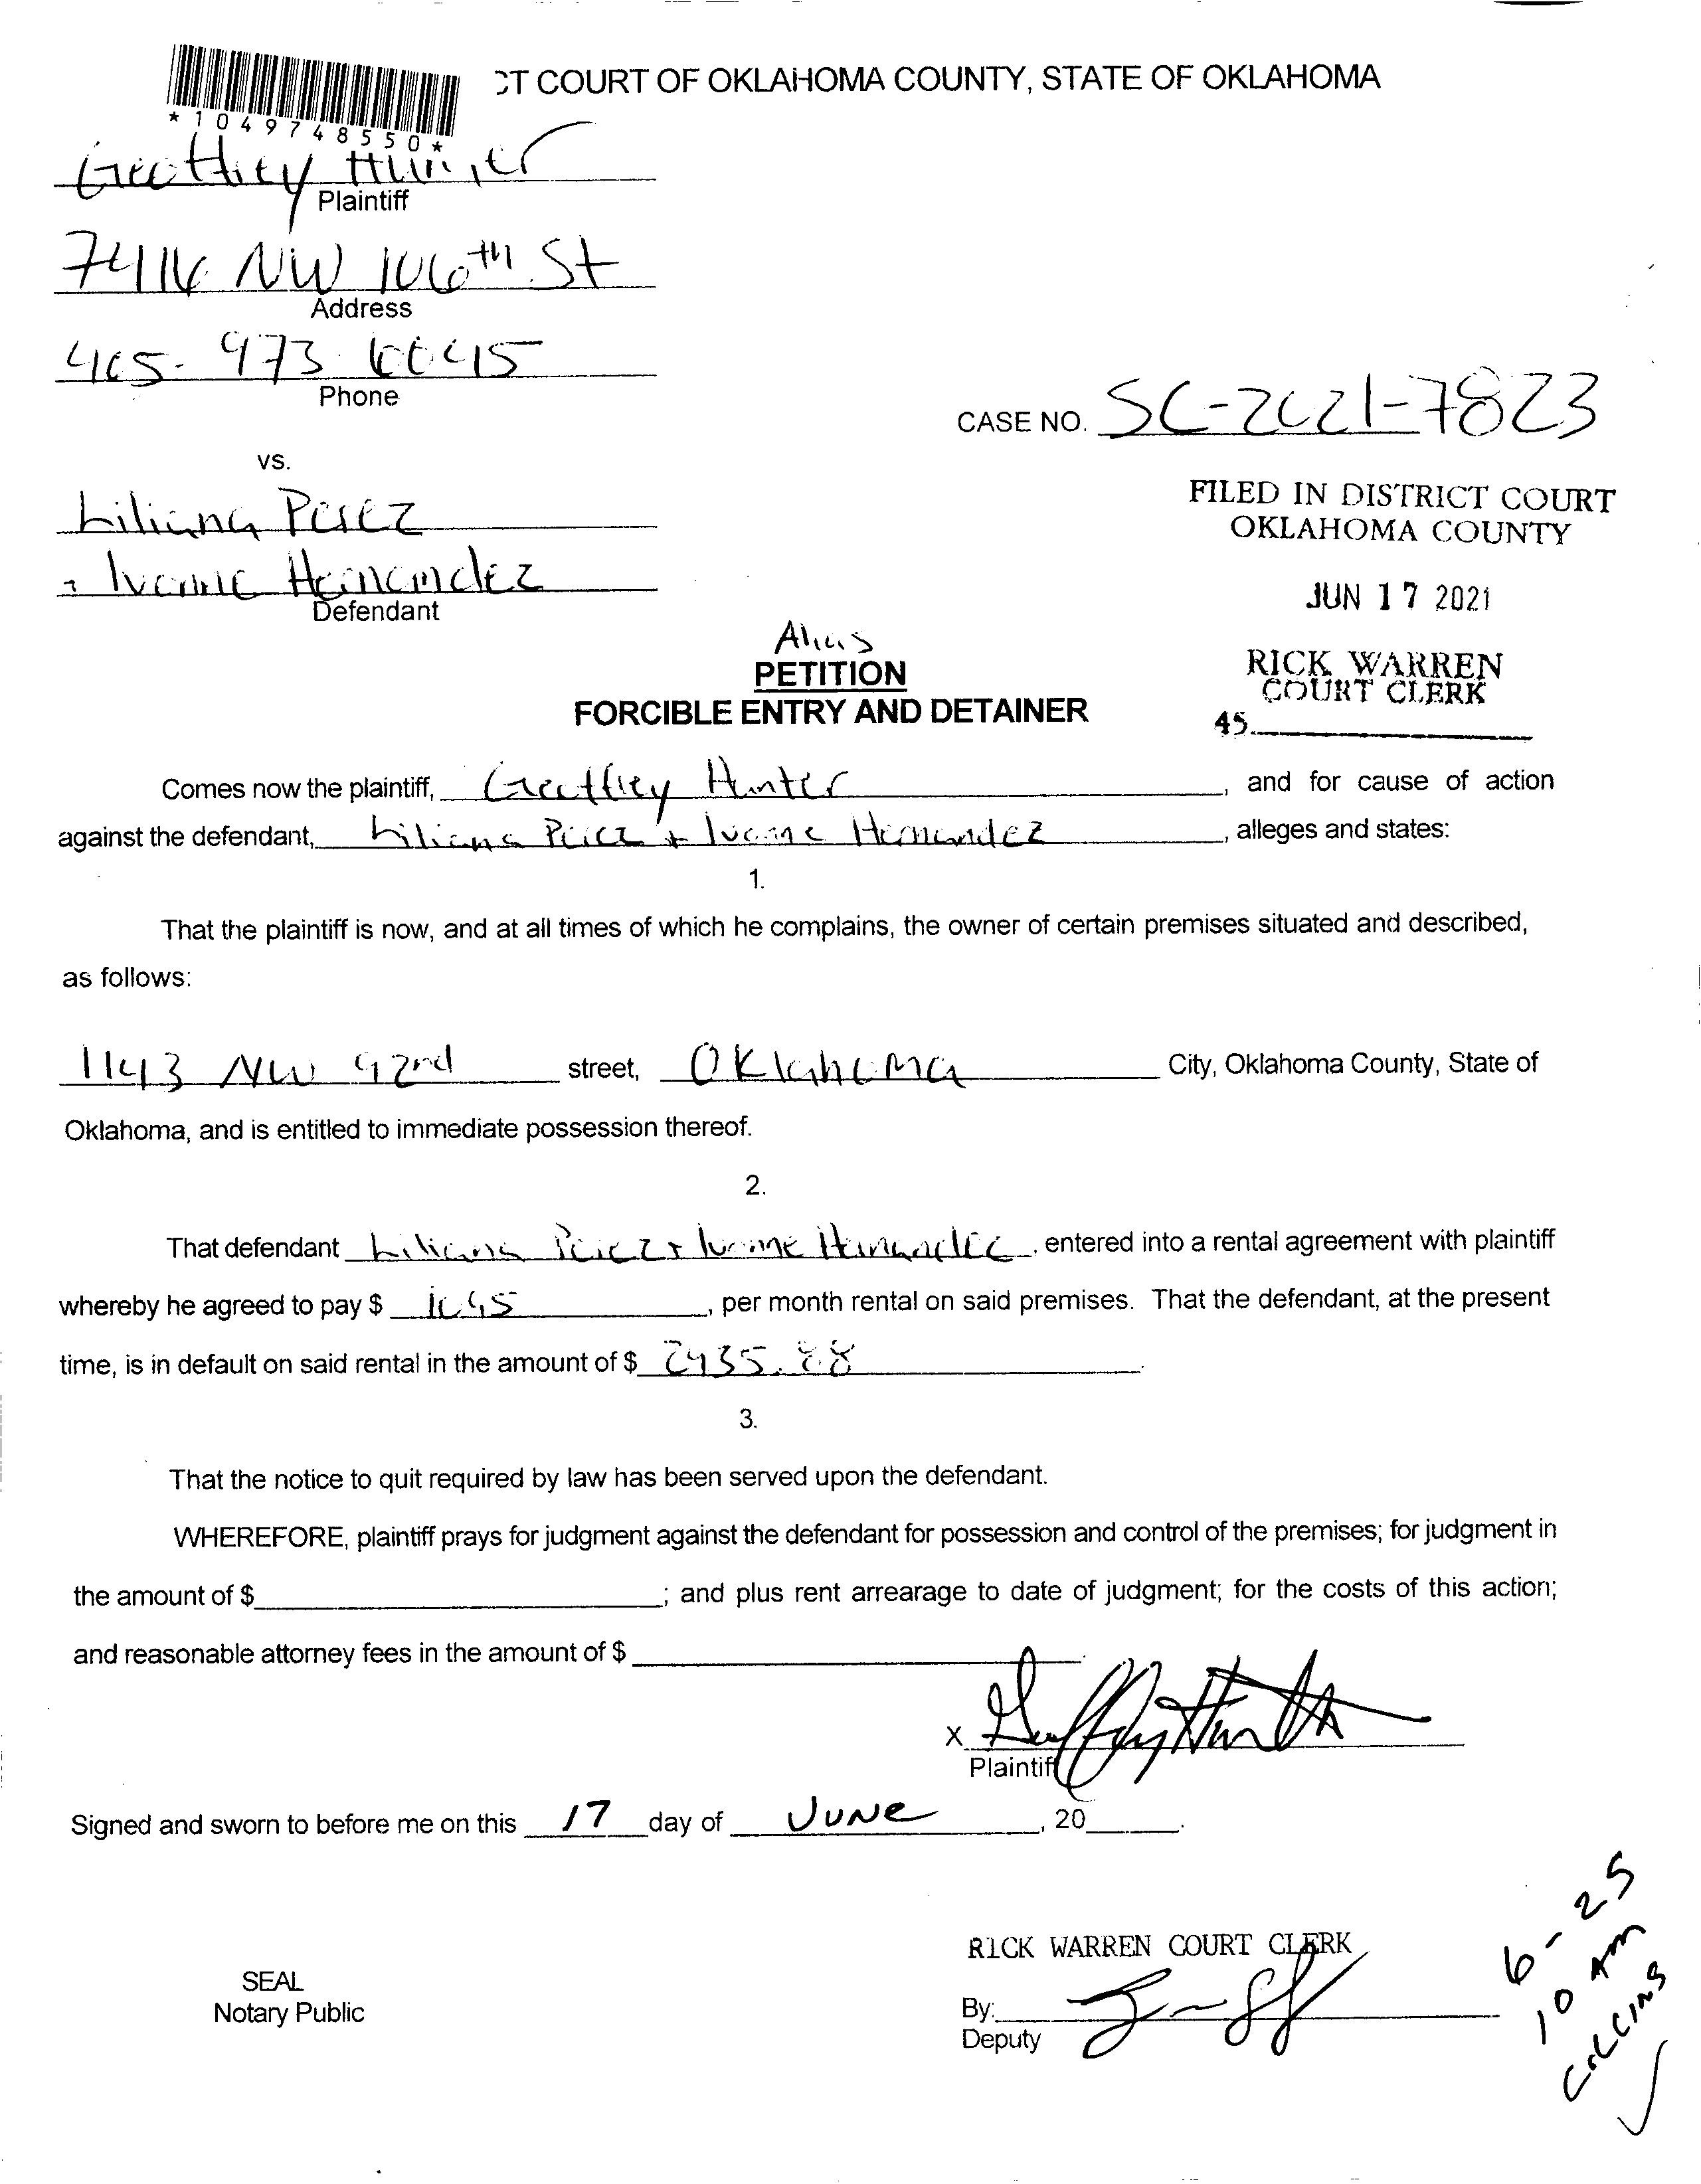 CT COURT OF OKLAHOMA COUNTY, STATE OF OKLAHOMA
*1049748550*
Geoffrey Hunter
Plaintiff
7416 NW 106th St
Address
405-973-6045
Phone
CASE NO. SC-2021-7823
vs.
Liliana Perez
FILED IN DISTRICT COURT
OKLAHOMA COUNTY
+ Ivonne Hernandez
Defendant
JUN 17 2021
Alias
PETITION
RICK WARREN
COURT CLERK
FORCIBLE ENTRY AND DETAINER
45
Comes now the plaintiff, Geoffrey Hunter, and for cause of action
against the defendant, Liliana Perez + Ivonne Hernandez, alleges and states:
1.
That the plaintiff is now, and at all times of which he complains, the owner of certain premises situated and described,
as follows:
1143 NW 92nd street, Oklahoma City, Oklahoma County, State of
Oklahoma, and is entitled to immediate possession thereof.
2.
That defendant Liliana Perez + Ivonne Hernandez, entered into a rental agreement with plaintiff
whereby he agreed to pay $ , per month rental on said premises. That the defendant, at the present
time, is in default on said rental in the amount of $ 2935.88.
3.
That the notice to quit required by law has been served upon the defendant.
WHEREFORE, plaintiff prays for judgment against the defendant for possession and control of the premises; for judgment in
the amount of $ ; and plus rent arrearage to date of judgment; for the costs of this action;
and reasonable attorney fees in the amount of $ .
X Geoffrey Hunter
Plaintiff
Signed and sworn to before me on this 17 day of June, 20 .
RICK WARREN COURT CLERK
SEAL
Notary Public
By:
Deputy
6-25
10 AM
Collins